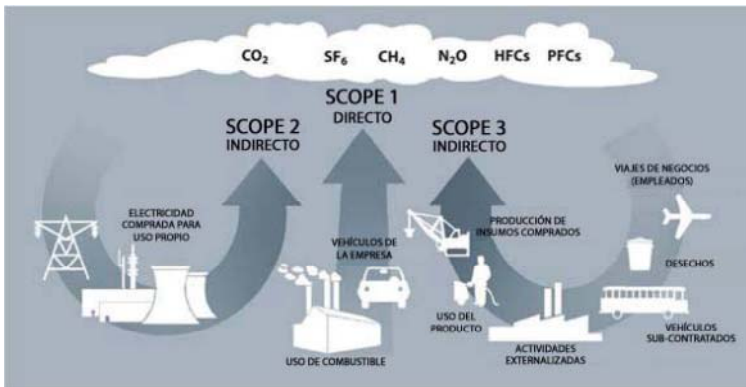 CO₂ SF₆ CH₄ N₂O HFCs PFCs
SCOPE 1
DIRECTO
SCOPE 2
INDIRECTO
SCOPE 3
INDIRECTO
ELECTRICIDAD
COMPRADA PARA
USO PROPIO
VEHÍCULOS DE
LA EMPRESA
USO DE COMBUSTIBLE
PRODUCCIÓN DE
INSUMOS COMPRADOS
USO DEL
PRODUCTO
ACTIVIDADES
EXTERNALIZADAS
VIAJES DE NEGOCIOS
(EMPLEADOS)
DESECHOS
VEHÍCULOS
SUB-CONTRATADOS